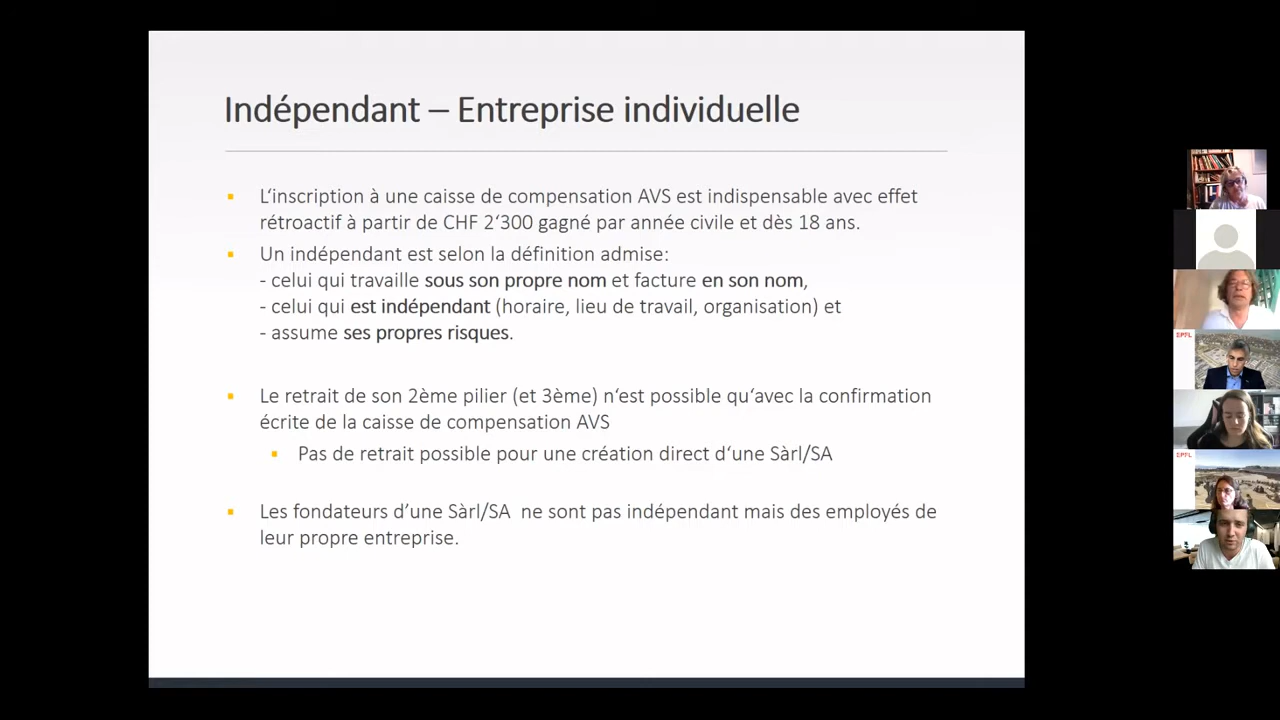 Indépendant – Entreprise individuelle
▪ L‘inscription à une caisse de compensation AVS est indispensable avec effet
rétroactif à partir de CHF 2‘300 gagné par année civile et dès 18 ans.
▪ Un indépendant est selon la définition admise:
- celui qui travaille sous son propre nom et facture en son nom,
- celui qui est indépendant (horaire, lieu de travail, organisation) et
- assume ses propres risques.
▪ Le retrait de son 2ème pilier (et 3ème) n‘est possible qu‘avec la confirmation
écrite de la caisse de compensation AVS
▪ Pas de retrait possible pour une création direct d‘une Sàrl/SA
▪ Les fondateurs d’une Sàrl/SA ne sont pas indépendant mais des employés de
leur propre entreprise.
EPFL
EPFL